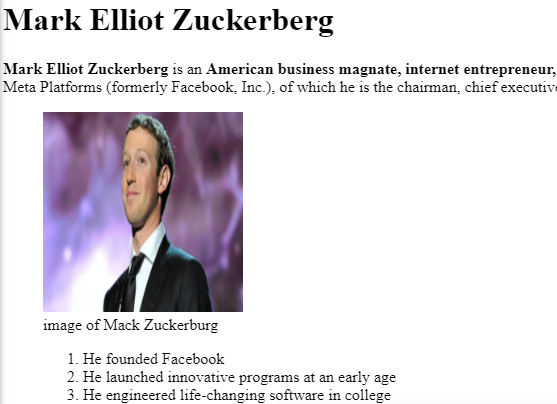 Mark Elliot Zuckerberg
Mark Elliot Zuckerberg is an American business magnate, internet entrepreneur,
Meta Platforms (formerly Facebook, Inc.), of which he is the chairman, chief executive
image of Mack Zuckerburg
1. He founded Facebook
2. He launched innovative programs at an early age
3. He engineered life-changing software in college